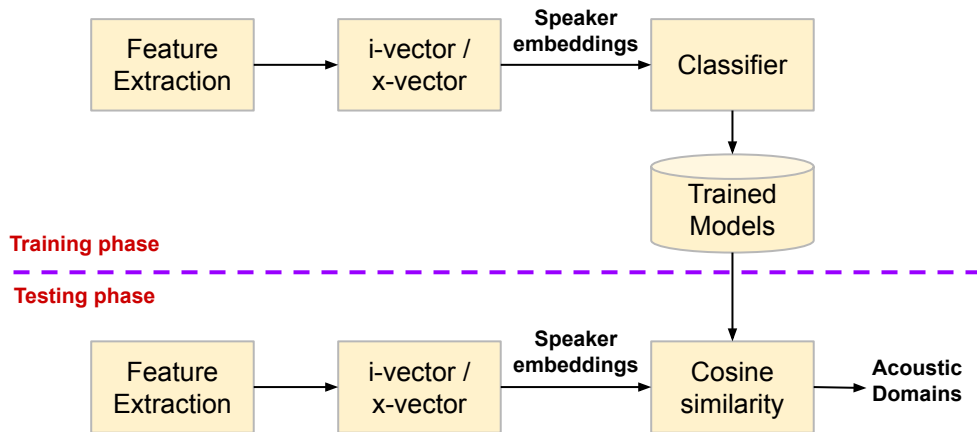 Feature
Extraction
i-vector /
x-vector
Speaker
embeddings
Classifier
Trained
Models
Training phase
Testing phase
Feature
Extraction
i-vector /
x-vector
Speaker
embeddings
Cosine
similarity
Acoustic
Domains